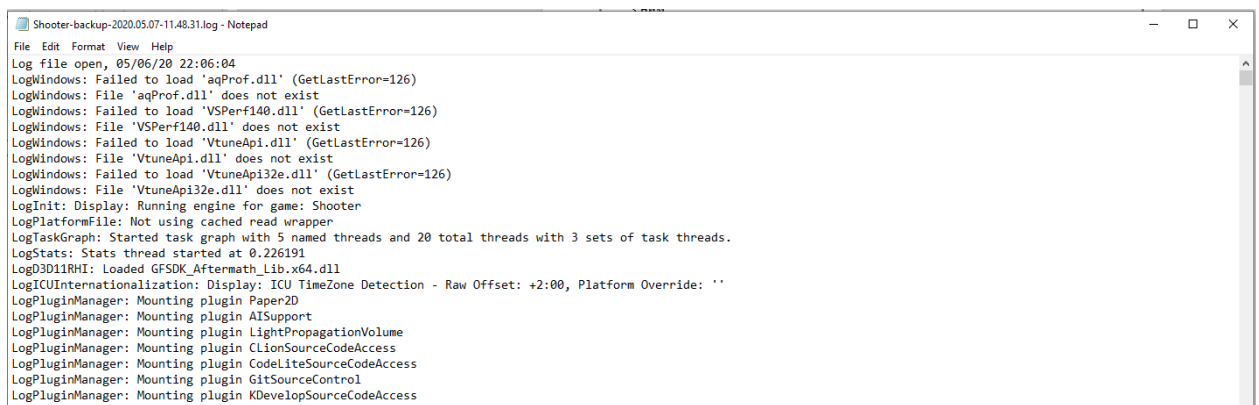 Shooter-backup-2020.05.07-11.48.31.log - Notepad
File Edit Format View Help
Log file open, 05/06/20 22:06:04
LogWindows: Failed to load 'aqProf.dll' (GetLastError=126)
LogWindows: File 'aqProf.dll' does not exist
LogWindows: Failed to load 'VSPerf140.dll' (GetLastError=126)
LogWindows: File 'VSPerf140.dll' does not exist
LogWindows: Failed to load 'VtuneApi.dll' (GetLastError=126)
LogWindows: File 'VtuneApi.dll' does not exist
LogWindows: Failed to load 'VtuneApi32e.dll' (GetLastError=126)
LogWindows: File 'VtuneApi32e.dll' does not exist
LogInit: Display: Running engine for game: Shooter
LogPlatformFile: Not using cached read wrapper
LogTaskGraph: Started task graph with 5 named threads and 20 total threads with 3 sets of task threads.
LogStats: Stats thread started at 0.226191
LogD3D11RHI: Loaded GFSDK_Aftermath_Lib.x64.dll
LogICUInternationalization: Display: ICU TimeZone Detection - Raw Offset: +2:00, Platform Override: ''
LogPluginManager: Mounting plugin Paper2D
LogPluginManager: Mounting plugin AISupport
LogPluginManager: Mounting plugin LightPropagationVolume
LogPluginManager: Mounting plugin CLionSourceCodeAccess
LogPluginManager: Mounting plugin CodeLiteSourceCodeAccess
LogPluginManager: Mounting plugin GitSourceControl
LogPluginManager: Mounting plugin KDevelopSourceCodeAccess